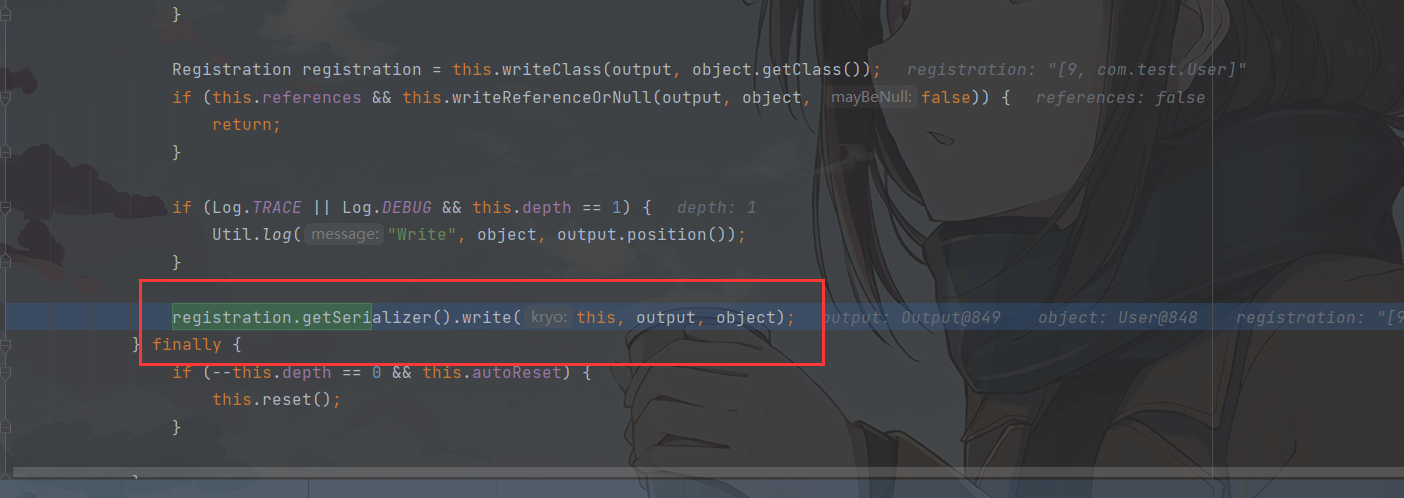 }
Registration registration = this.writeClass(output, object.getClass()); registration: "[9, com.test.User]"
if (this.references && this.writeReferenceOrNull(output, object, mayBeNull: false)) { references: false
return;
}
if (Log.TRACE || Log.DEBUG && this.depth == 1) { depth: 1
Util.log( message: "Write", object, output.position());
}
registration.getSerializer().write( kryo: this, output, object); output: Output@849 object: User@848 registration: "[9
} finally {
if (--this.depth == 0 && this.autoReset) {
this.reset();
}
}